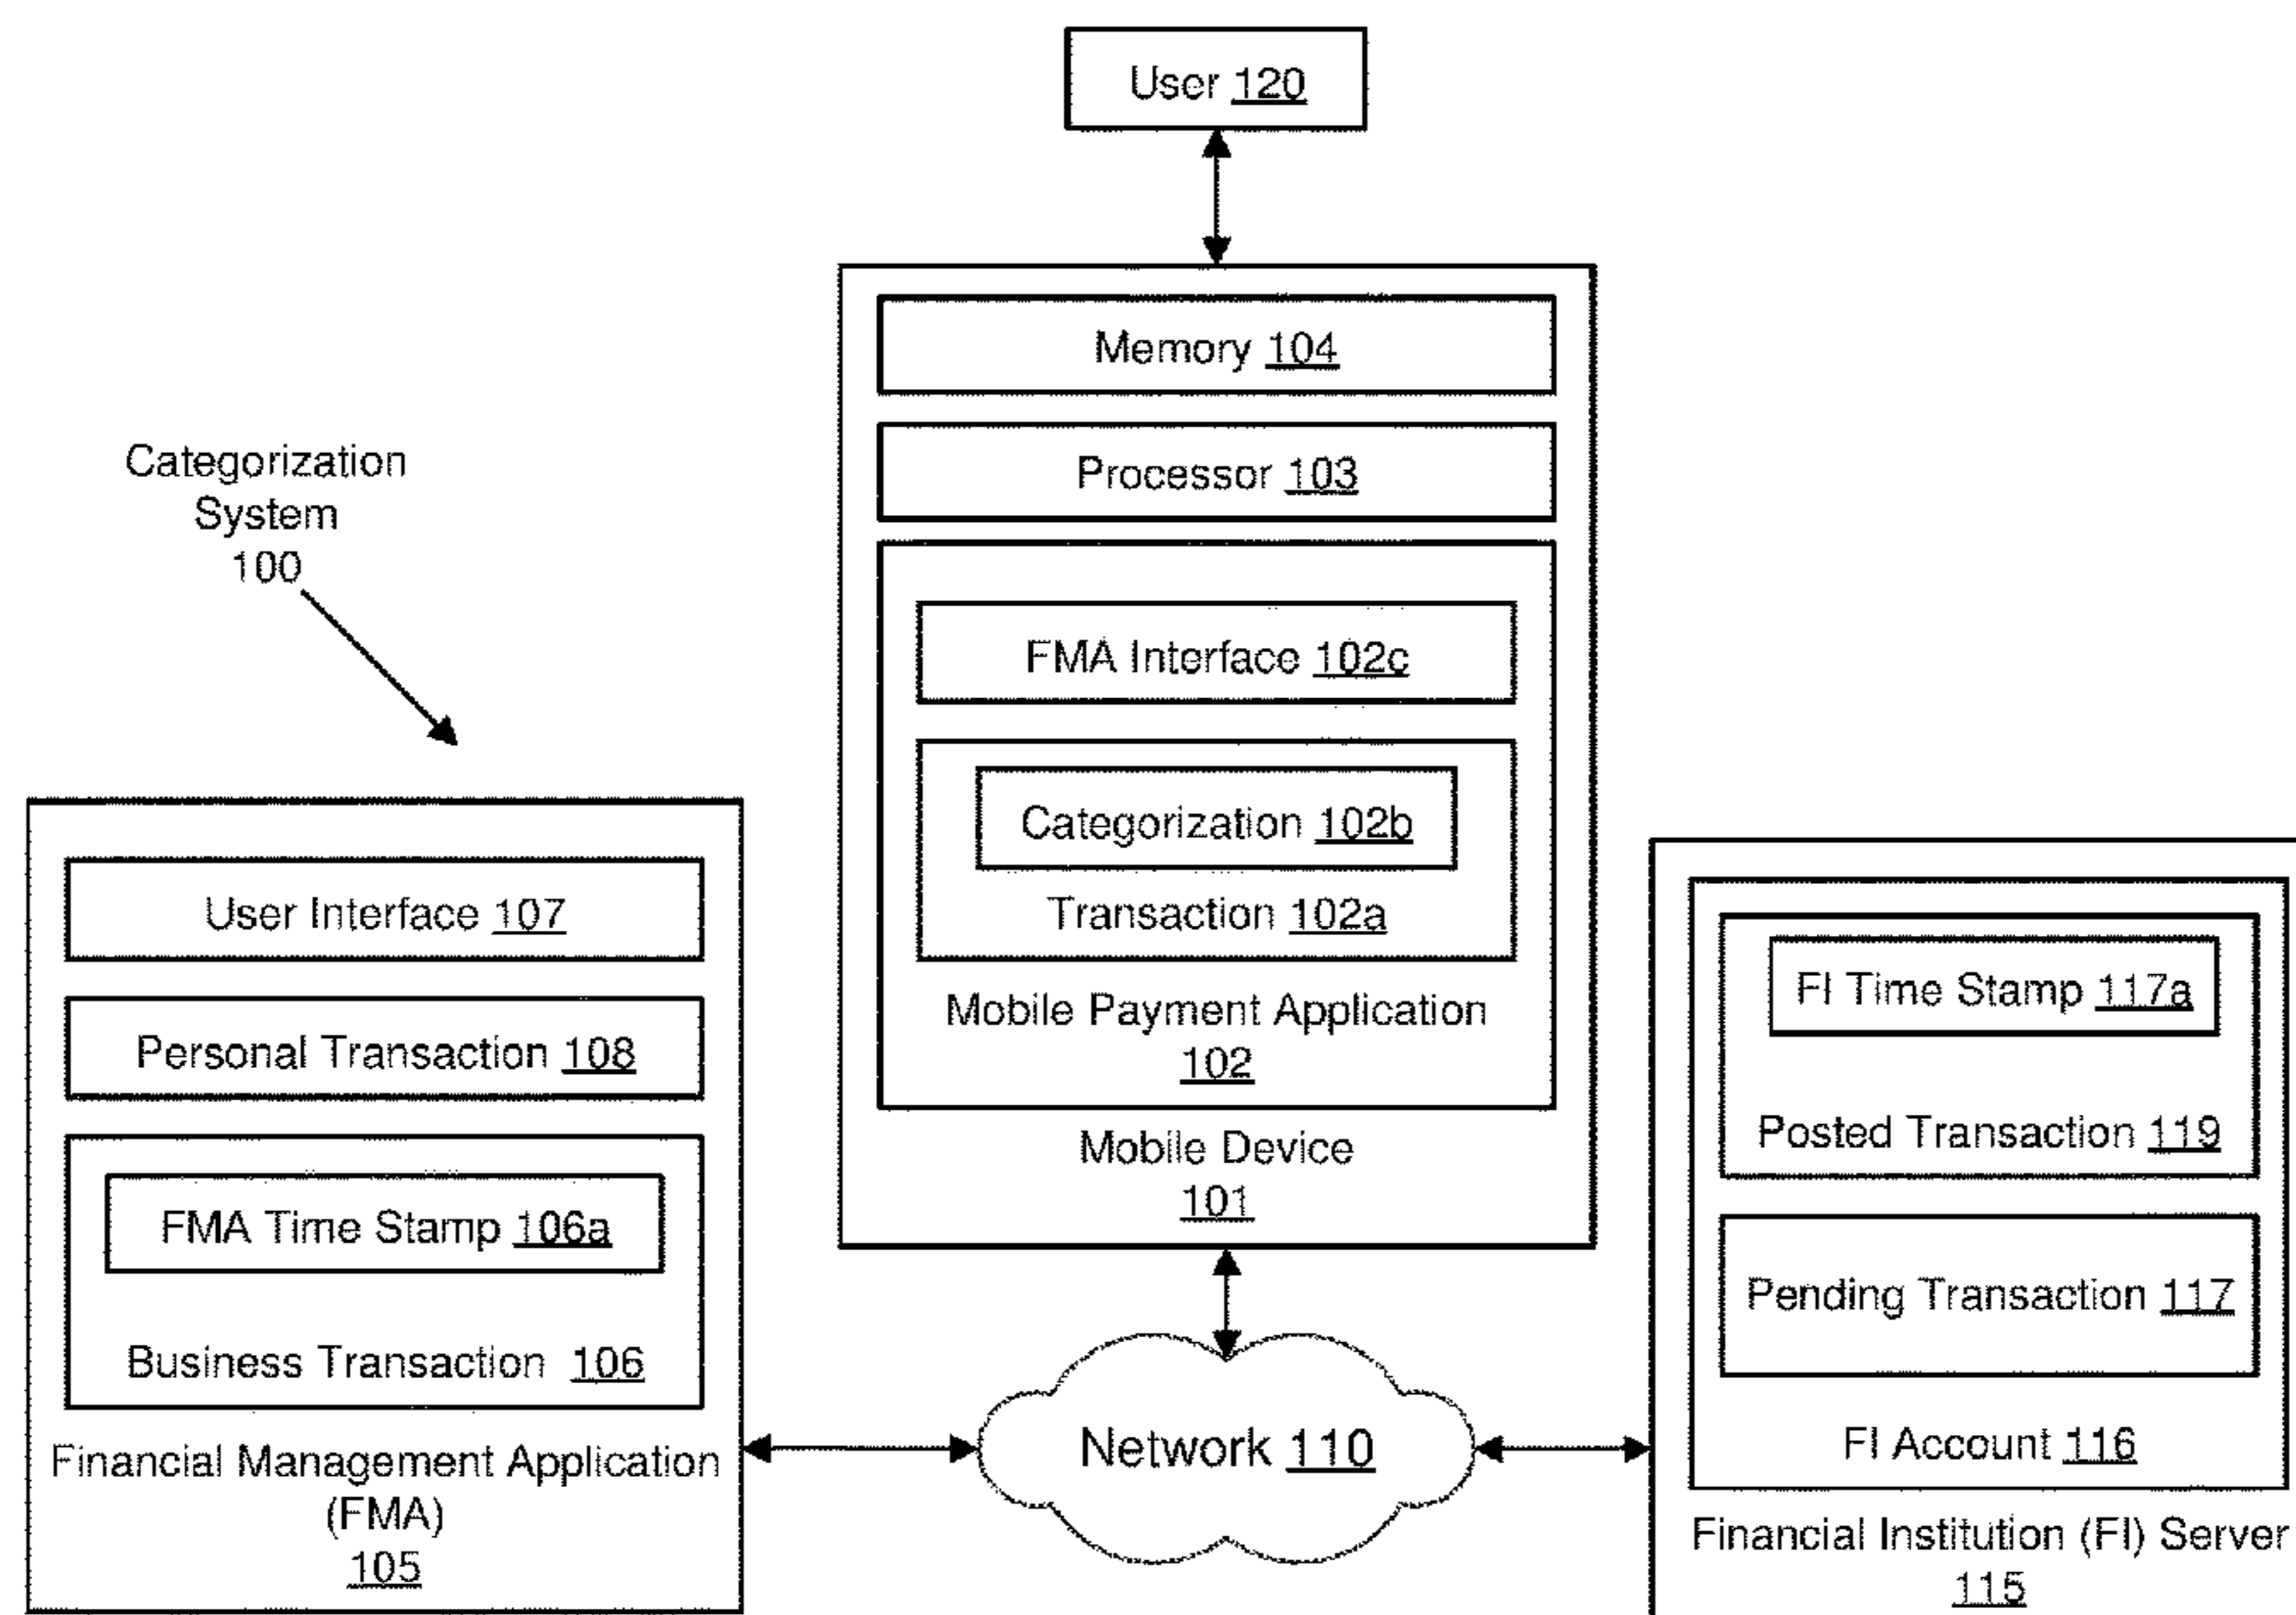 User 120
Memory 104
Processor 103
FMA Interface 102c
Categorization 102b
Transaction 102a
Mobile Payment Application
102
Mobile Device
101
Categorization
System
100
User Interface 107
Personal Transaction 108
FMA Time Stamp 106a
Business Transaction 106
Financial Management Application
(FMA)
105
Network 110
FI Time Stamp 117a
Posted Transaction 119
Pending Transaction 117
FI Account 116
Financial Institution (FI) Server
115